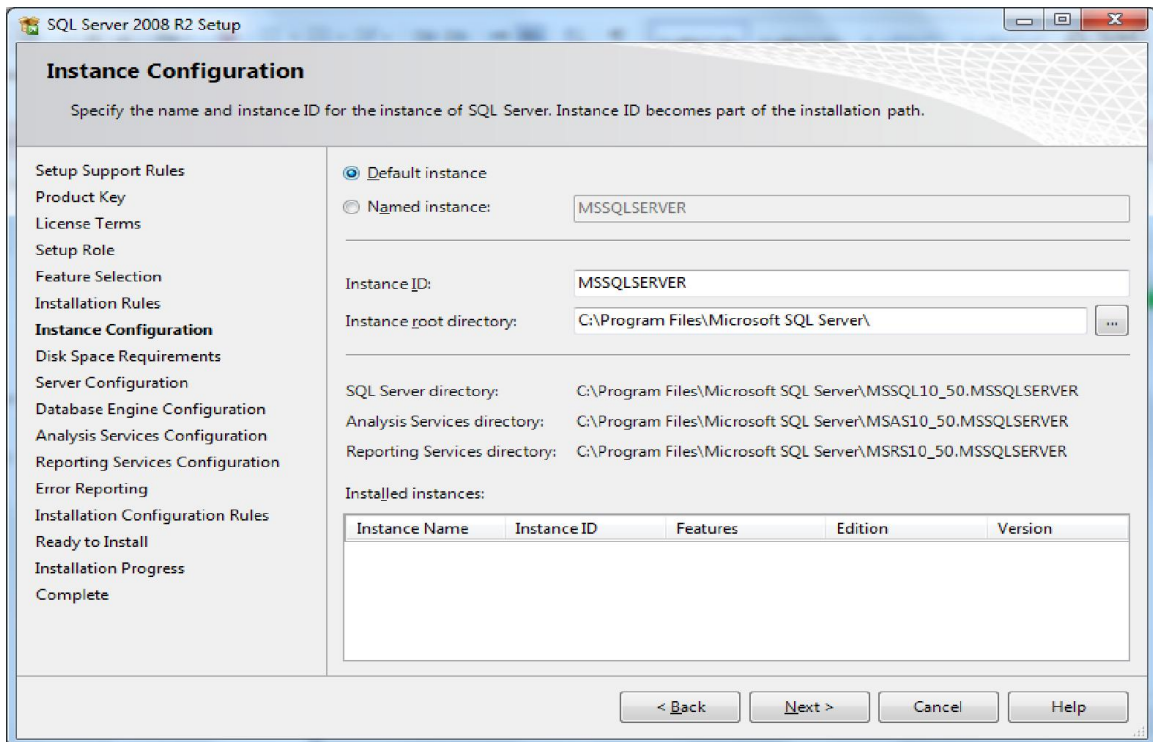 SQL Server 2008 R2 Setup
Instance Configuration
Specify the name and instance ID for the instance of SQL Server. Instance ID becomes part of the installation path.
Setup Support Rules
Product Key
License Terms
Setup Role
Feature Selection
Installation Rules
Instance Configuration
Disk Space Requirements
Server Configuration
Database Engine Configuration
Analysis Services Configuration
Reporting Services Configuration
Error Reporting
Installation Configuration Rules
Ready to Install
Installation Progress
Complete
Default instance
Named instance: MSSQLSERVER
Instance ID: MSSQLSERVER
Instance root directory: C:\Program Files\Microsoft SQL Server\ ...
SQL Server directory: C:\Program Files\Microsoft SQL Server\MSSQL10_50.MSSQLSERVER
Analysis Services directory: C:\Program Files\Microsoft SQL Server\MSAS10_50.MSSQLSERVER
Reporting Services directory: C:\Program Files\Microsoft SQL Server\MSRS10_50.MSSQLSERVER
Installed instances:
Instance Name Instance ID Features Edition Version
< Back Next > Cancel Help